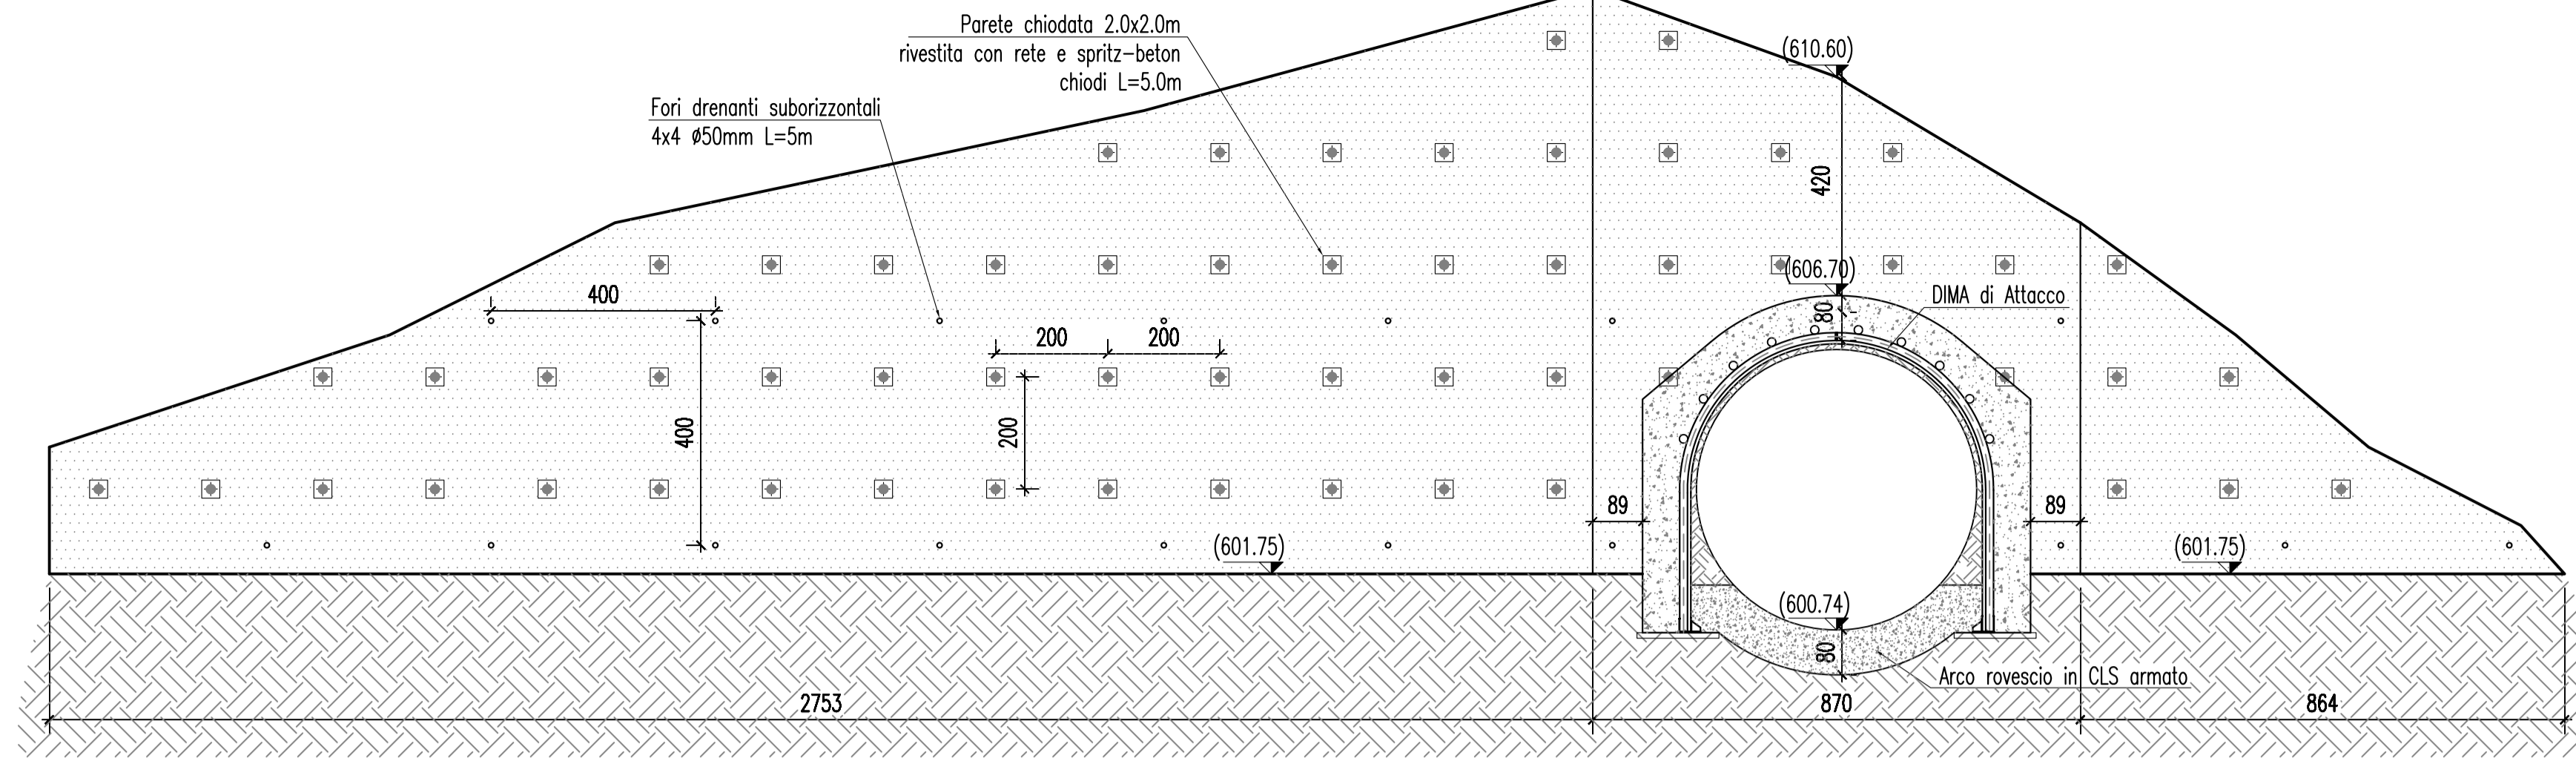 Parete chiodata 2.0x2.0m
rivestita con rete e spritz-beton
chiodi L=5.0m
(610.60)
Fori drenanti suborizzontali
4x4 Ø50mm L=5m
420
(606.70)
DIMA di Attacco
400
80
200
200
400
200
89
89
(601.75)
(601.75)
(600.74)
80
Arco rovescio in CLS armato
2753
870
864